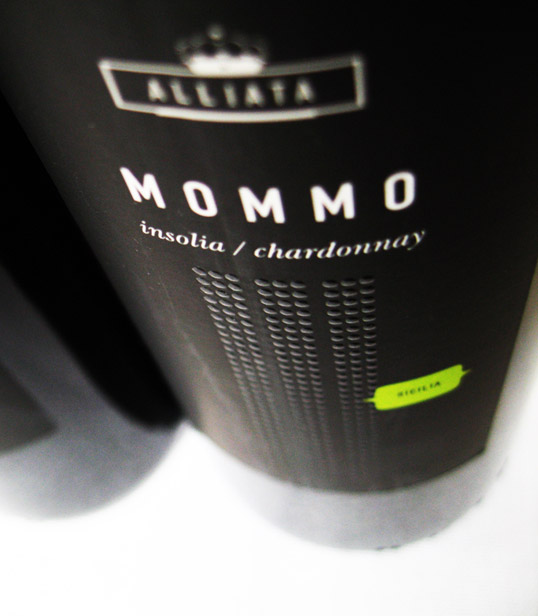 ALLIATA
MOMMO
insolia / chardonnay
SICILIA